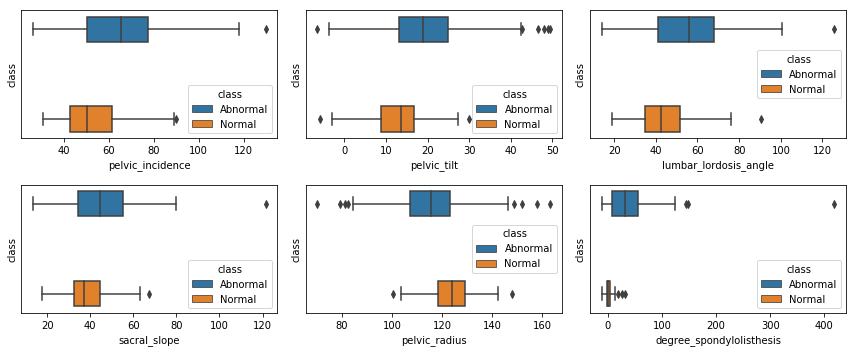 class
class
Abnormal
Normal
40 60 80 100 120
pelvic_incidence
class
class
Abnormal
Normal
0 10 20 30 40 50
pelvic_tilt
class
class
Abnormal
Normal
20 40 60 80 100 120
lumbar_lordosis_angle
class
class
Abnormal
Normal
20 40 60 80 100 120
sacral_slope
class
class
Abnormal
Normal
80 100 120 140 160
pelvic_radius
class
class
Abnormal
Normal
0 100 200 300 400
degree_spondylolisthesis